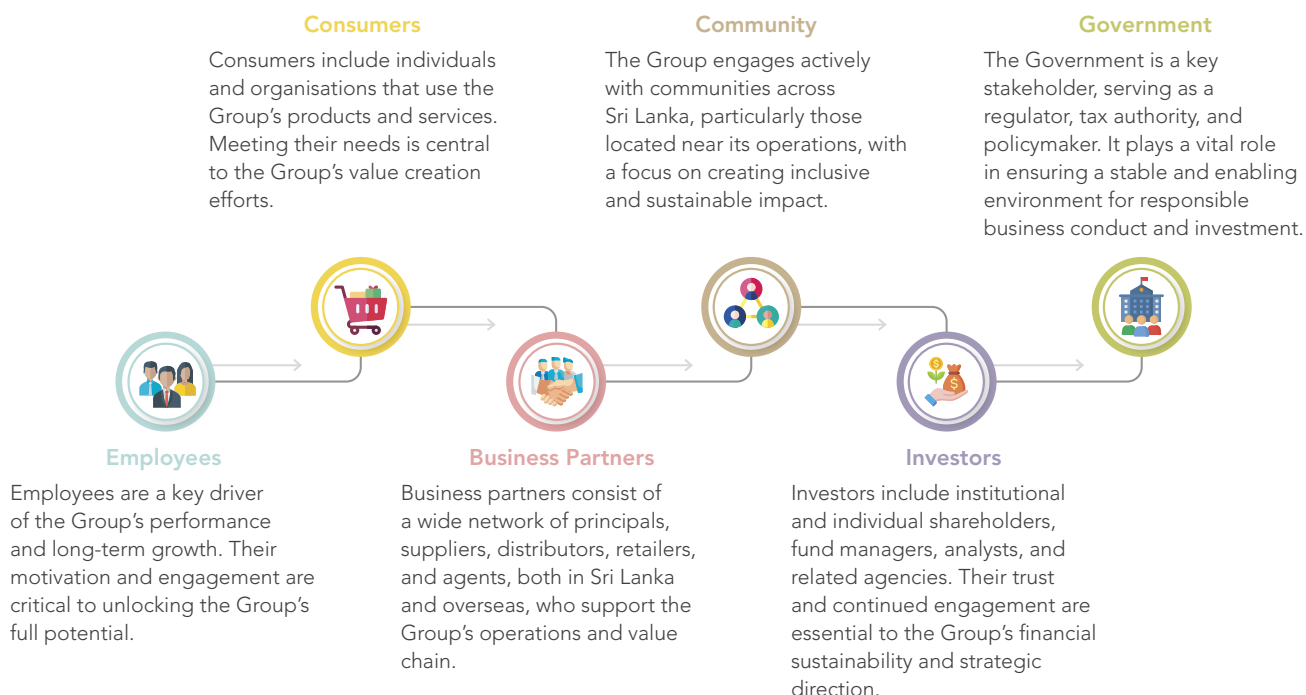 Consumers
Consumers include individuals
and organisations that use the
Group's products and services.
Meeting their needs is central
to the Group's value creation
efforts.
Community
The Group engages actively
with communities across
Sri Lanka, particularly those
located near its operations, with
a focus on creating inclusive
and sustainable impact.
Government
The Government is a key
stakeholder, serving as a
regulator, tax authority, and
policymaker. It plays a vital role
in ensuring a stable and enabling
environment for responsible
business conduct and investment.
Employees
Employees are a key driver
of the Group's performance
and long-term growth. Their
motivation and engagement are
critical to unlocking the Group's
full potential.
Business Partners
Business partners consist of
a wide network of principals,
suppliers, distributors, retailers,
and agents, both in Sri Lanka
and overseas, who support the
Group's operations and value
chain.
Investors
Investors include institutional
and individual shareholders,
fund managers, analysts, and
related agencies. Their trust
and continued engagement are
essential to the Group's financial
sustainability and strategic
direction.